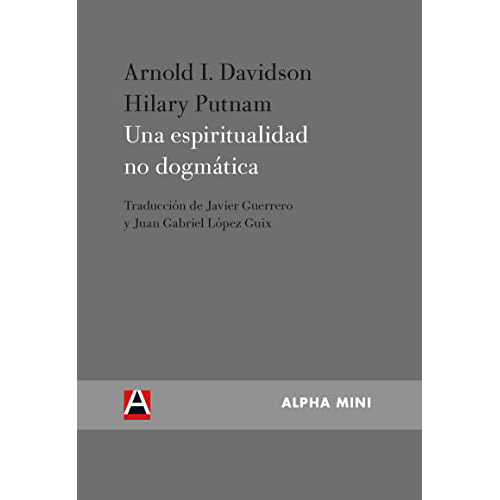 Arnold I. Davidson
Hilary Putnam
Una espiritualidad
no dogmática
Traducción de Javier Guerrero
y Juan Gabriel López Guix
A
ALPHA MINI